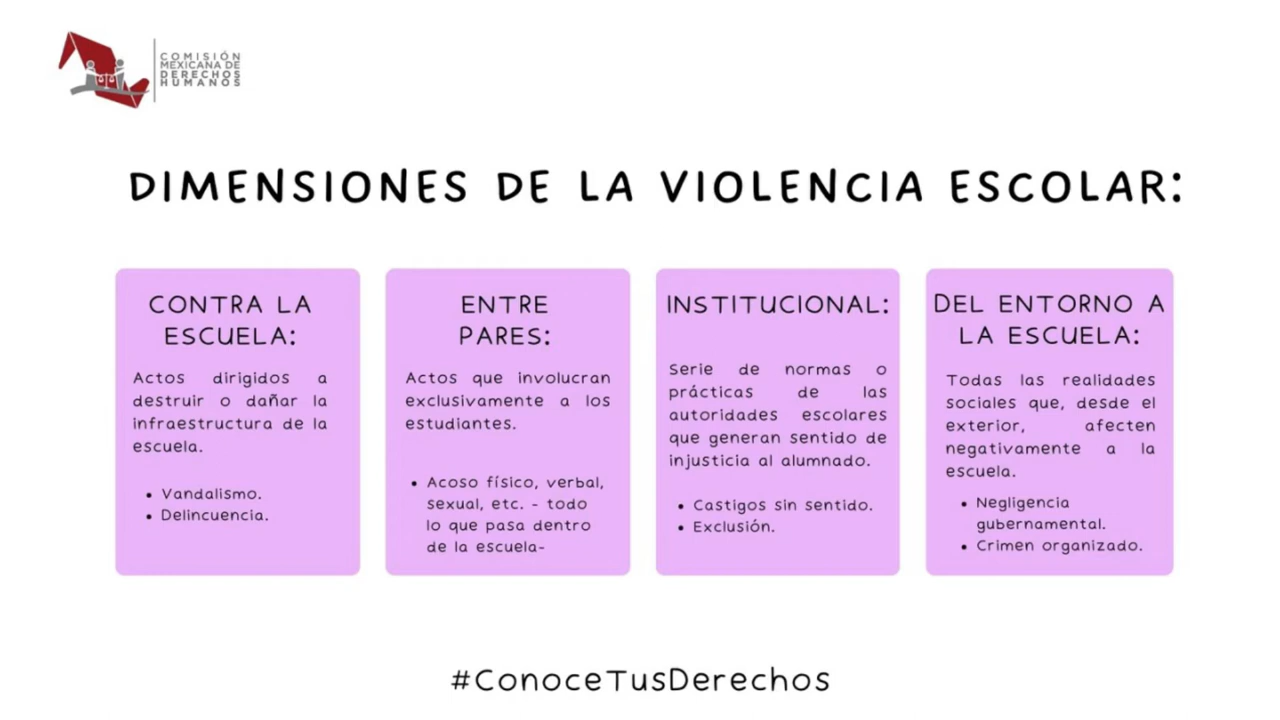 COMISIÓN
MEXICANA DE
DERECHOS
HUMANOS
DIMENSIONES DE LA VIOLENCIA ESCOLAR:
CONTRA LA
ESCUELA:
Actos dirigidos a
destruir o dañar la
infraestructura de la
escuela.
• Vandalismo.
• Delincuencia.
ENTRE
PARES:
Actos que involucran
exclusivamente a los
estudiantes.
• Acoso físico, verbal,
sexual, etc. - todo
lo que pasa dentro
de la escuela-
INSTITUCIONAL:
Serie de normas o
prácticas de las
autoridades escolares
que generan sentido de
injusticia al alumnado.
• Castigos sin sentido.
• Exclusión.
DEL ENTORNO A
LA ESCUELA:
Todas las realidades
sociales que, desde el
exterior, afecten
negativamente a la
escuela.
• Negligencia
gubernamental.
• Crimen organizado.
#ConoceTusDerechos